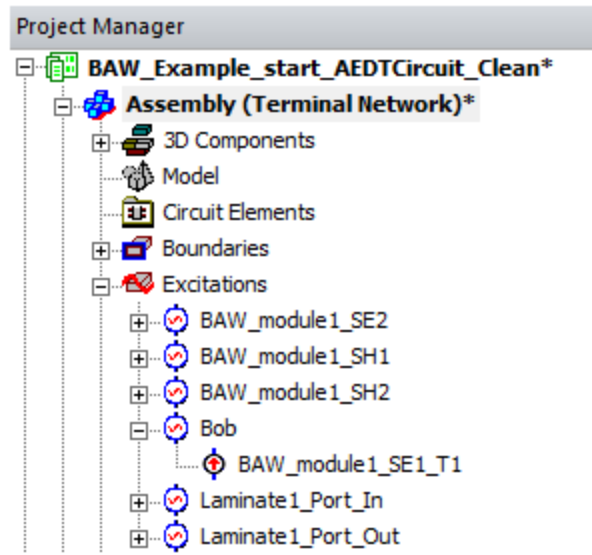 Project Manager
BAW_Example_start_AEDTCircuit_Clean*
Assembly (Terminal Network)*
3D Components
Model
Circuit Elements
Boundaries
Excitations
BAW_module1_SE2
BAW_module1_SH1
BAW_module1_SH2
Bob
BAW_module1_SE1_T1
Laminate1_Port_In
Laminate1_Port_Out